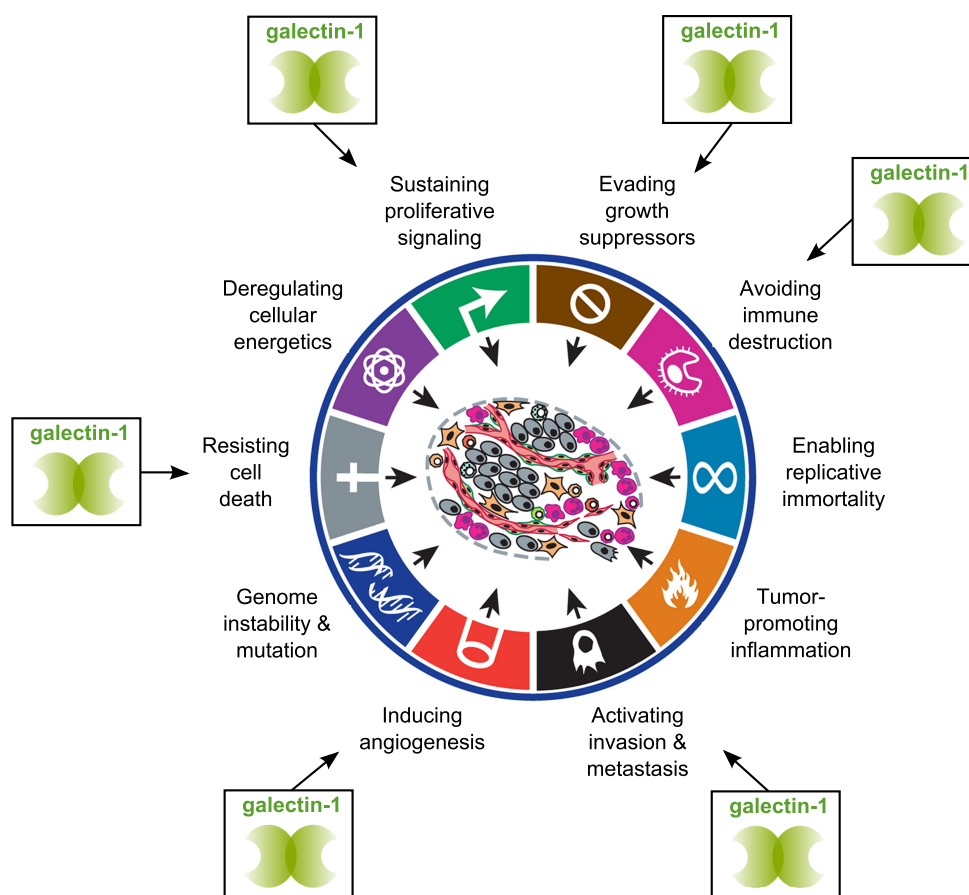 galectin-1
galectin-1
galectin-1
Sustaining
proliferative
signaling
Evading
growth
suppressors
Deregulating
cellular
energetics
Avoiding
immune
destruction
galectin-1
Resisting
cell
death
Enabling
replicative
immortality
Genome
instability &
mutation
Tumor-
promoting
inflammation
Inducing
angiogenesis
Activating
invasion &
metastasis
galectin-1
galectin-1